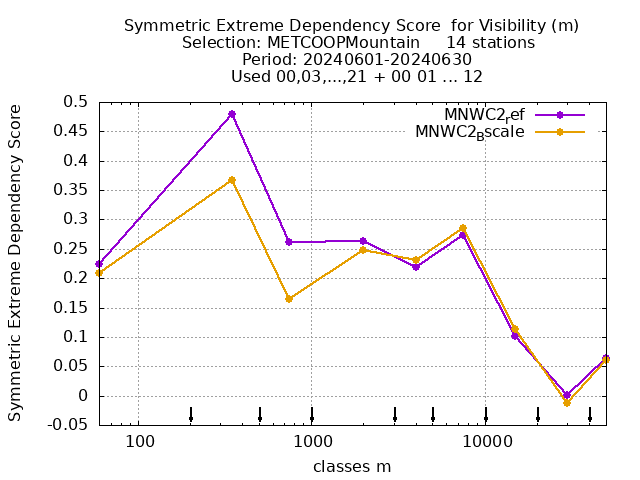 Symmetric Extreme Dependency Score  for Visibility (m)
Selection: METCOOPMountain     14 stations
Period: 20240601-20240630
Used 00,03,...,21 + 00 01 ... 12
MNWC2ref
MNWC2Bscale
Symmetric Extreme Dependency Score
0.5
0.45
0.4
0.35
0.3
0.25
0.2
0.15
0.1
0.05
0
-0.05
100 1000 10000
classes m